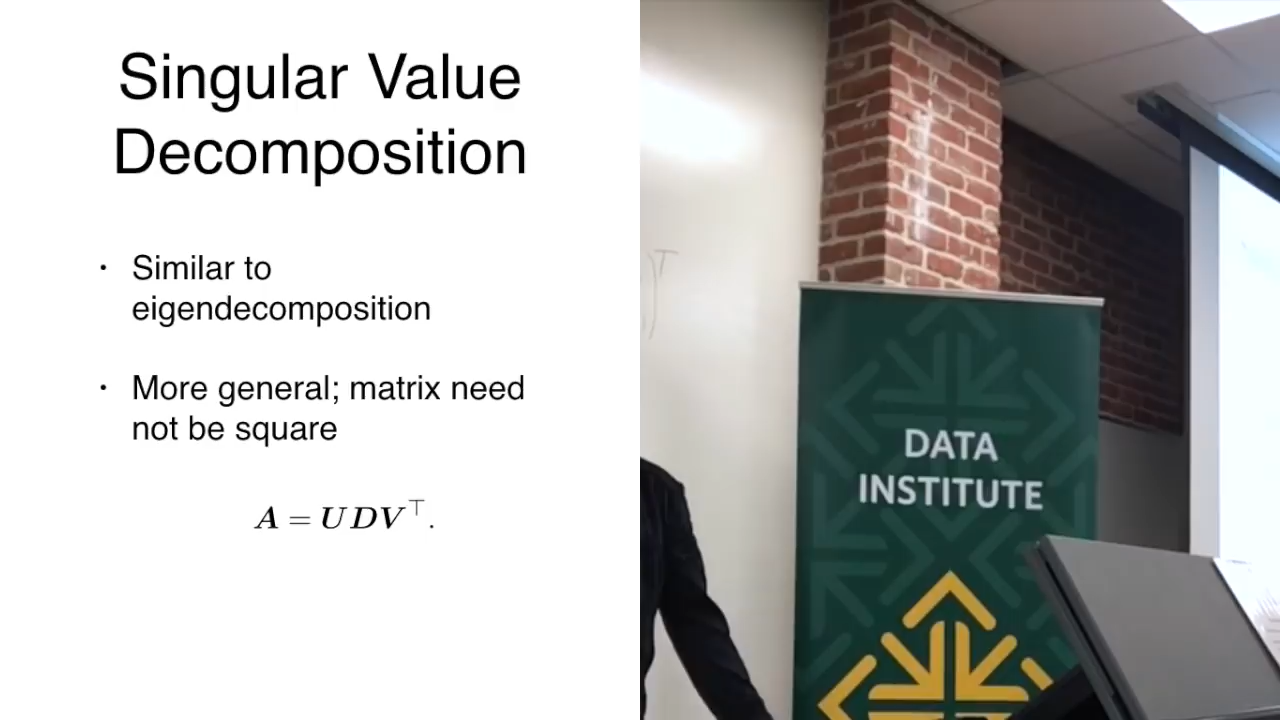 Singular Value
Decomposition
• Similar to
eigendecomposition
• More general; matrix need
not be square
A = UDV⊤.
DATA
INSTITUTE